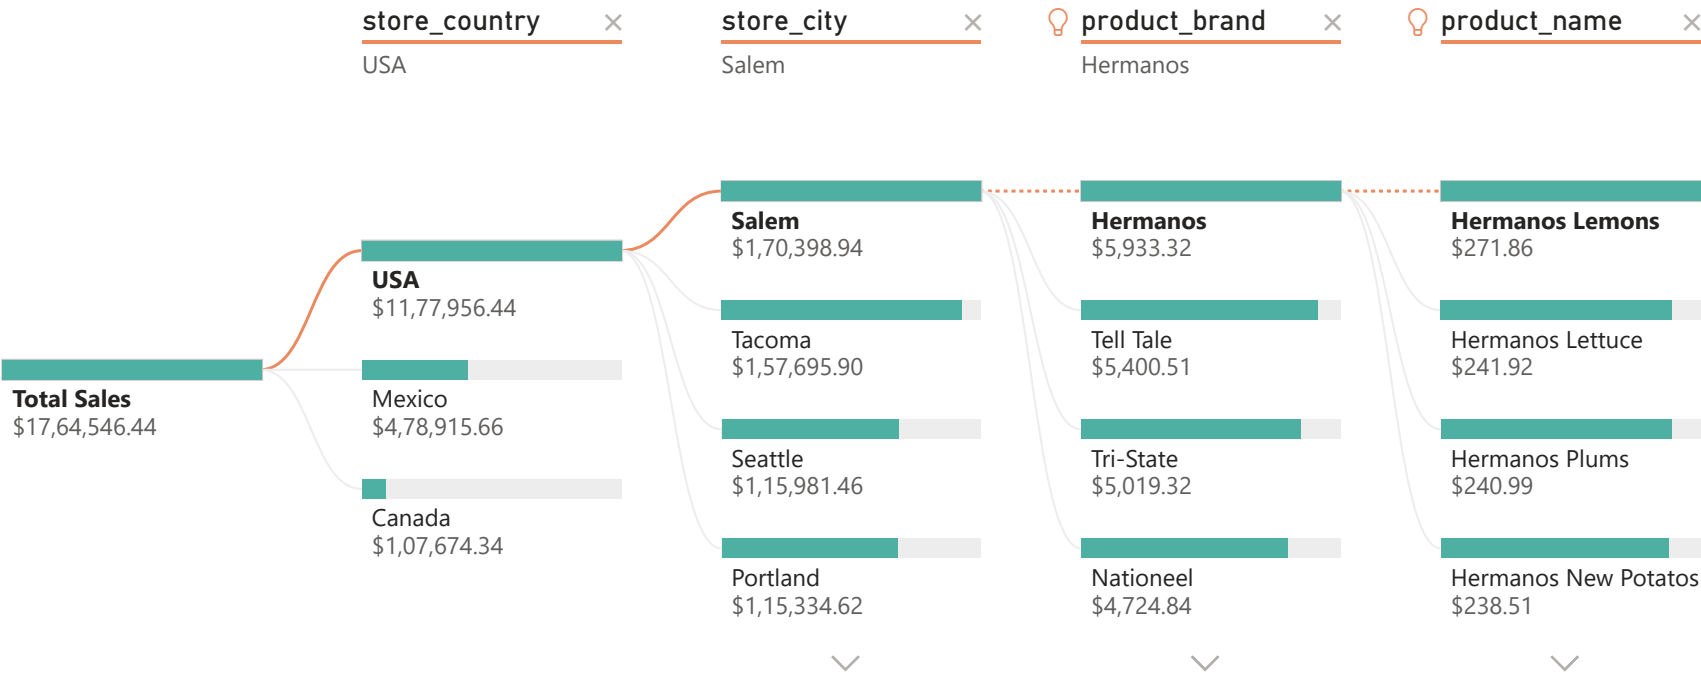 store_country
USA
store_city
Salem
product_brand
Hermanos
product_name
Total Sales
$17,64,546.44
USA
$11,77,956.44
Mexico
$4,78,915.66
Canada
$1,07,674.34
Salem
$1,70,398.94
Tacoma
$1,57,695.90
Seattle
$1,15,981.46
Portland
$1,15,334.62
Hermanos
$5,933.32
Tell Tale
$5,400.51
Tri-State
$5,019.32
Nationeel
$4,724.84
Hermanos Lemons
$271.86
Hermanos Lettuce
$241.92
Hermanos Plums
$240.99
Hermanos New Potatos
$238.51